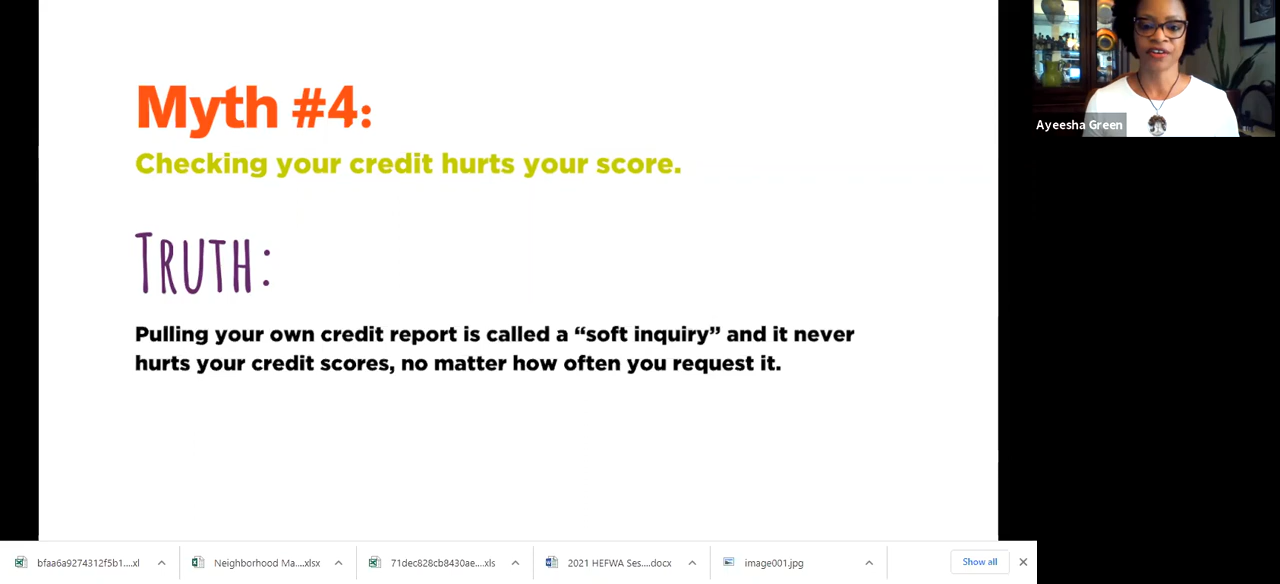 Myth #4:
Checking your credit hurts your score.
TRUTH:
Pulling your own credit report is called a “soft inquiry” and it never
hurts your credit scores, no matter how often you request it.
Ayeesha Green
bfaa6a9274312f5b1....xl
Neighborhood Ma....xlsx
71dec828cb8430ae....xls
2021 HEFWA Ses....docx
image001.jpg
Show all